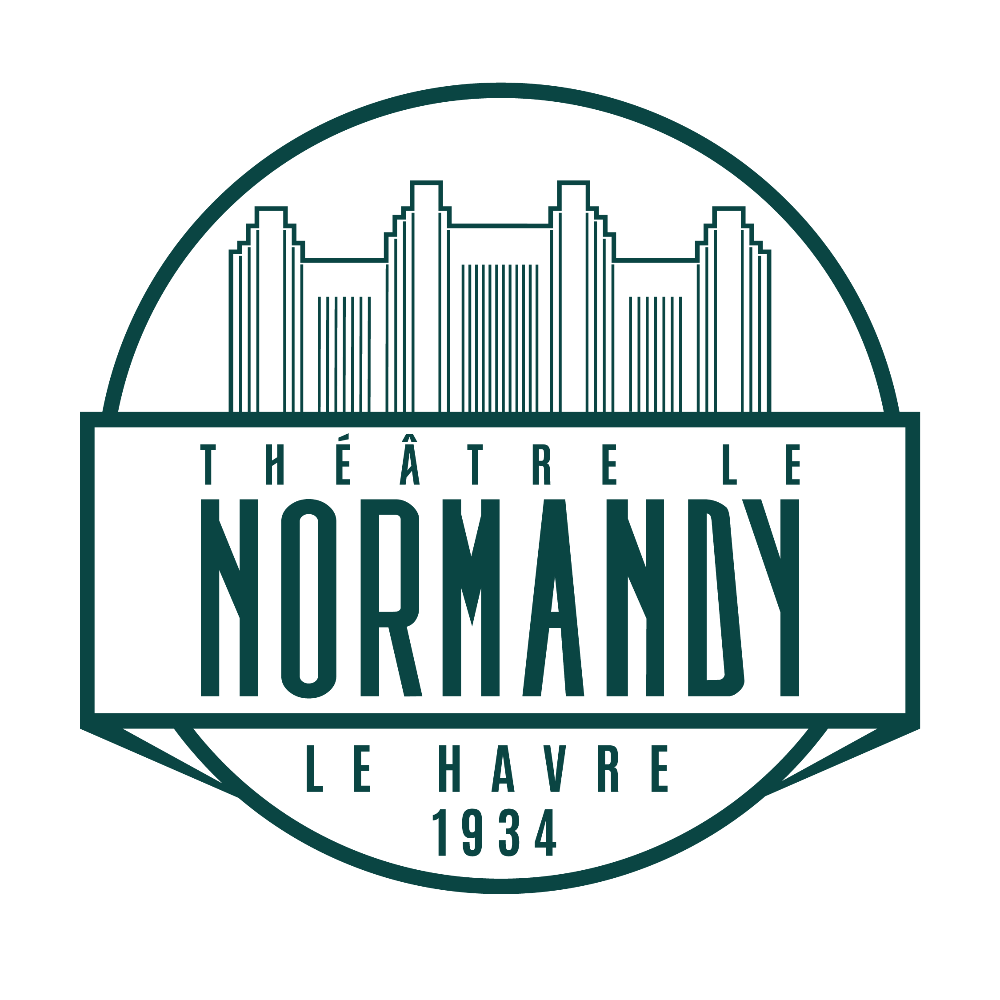 THÉÂTRE LE
NORMANDY
LE HAVRE
1934